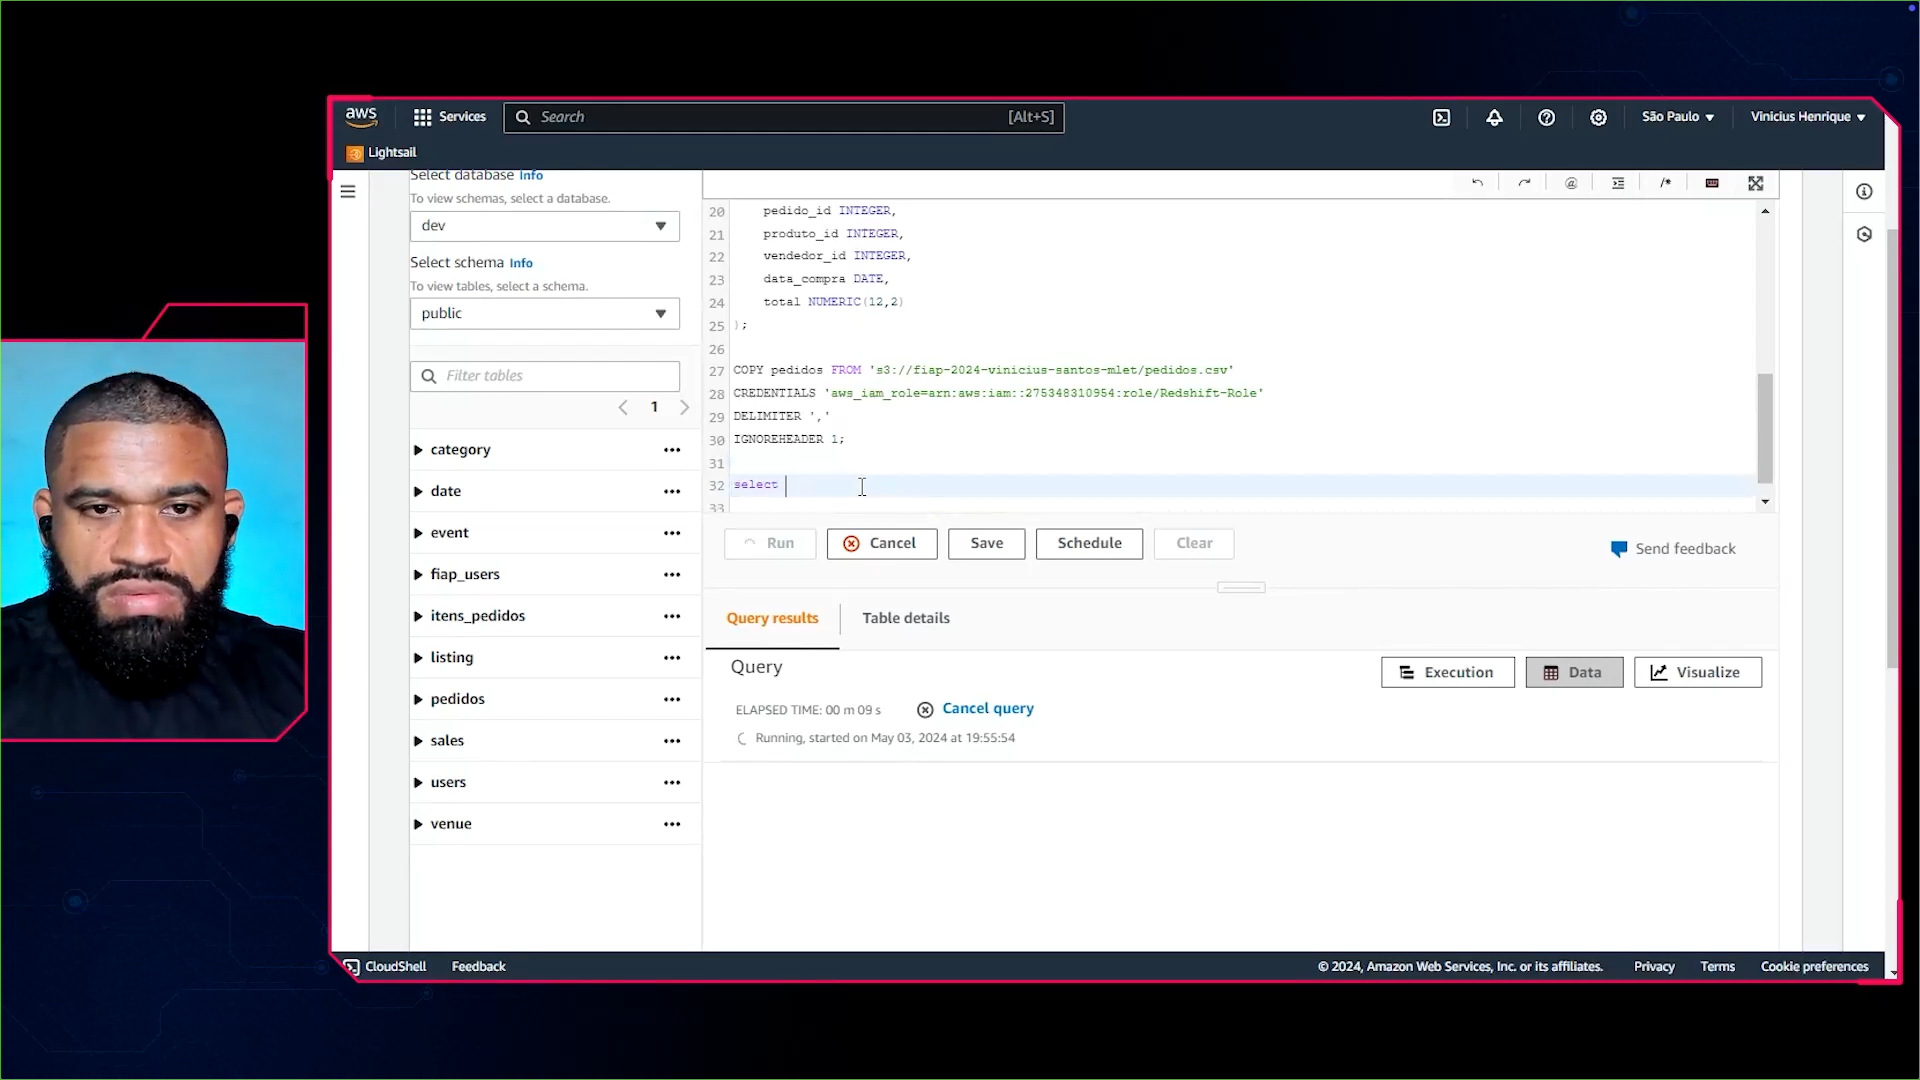 aws
Services
Search
[Alt+S]
São Paulo
Vinicius Henrique
Lightsail
Select database Info
To view schemas, select a database.
dev
Select schema Info
To view tables, select a schema.
public
Filter tables
1
category
date
event
fiap_users
itens_pedidos
listing
pedidos
sales
users
venue
20 pedido_id INTEGER,
21 produto_id INTEGER,
22 vendedor_id INTEGER,
23 data_compra DATE,
24 total NUMERIC(12,2)
25 );
26
27 COPY pedidos FROM 's3://fiap-2024-vinicius-santos-mlet/pedidos.csv'
28 CREDENTIALS 'aws_iam_role=arn:aws:iam::275348310954:role/Redshift-Role'
29 DELIMITER ','
30 IGNOREHEADER 1;
31
32 select
33
Run
Cancel
Save
Schedule
Clear
Send feedback
Query results
Table details
Query
Execution
Data
Visualize
ELAPSED TIME: 00 m 09 s
Cancel query
Running, started on May 03, 2024 at 19:55:54
CloudShell
Feedback
© 2024, Amazon Web Services, Inc. or its affiliates.
Privacy
Terms
Cookie preferences